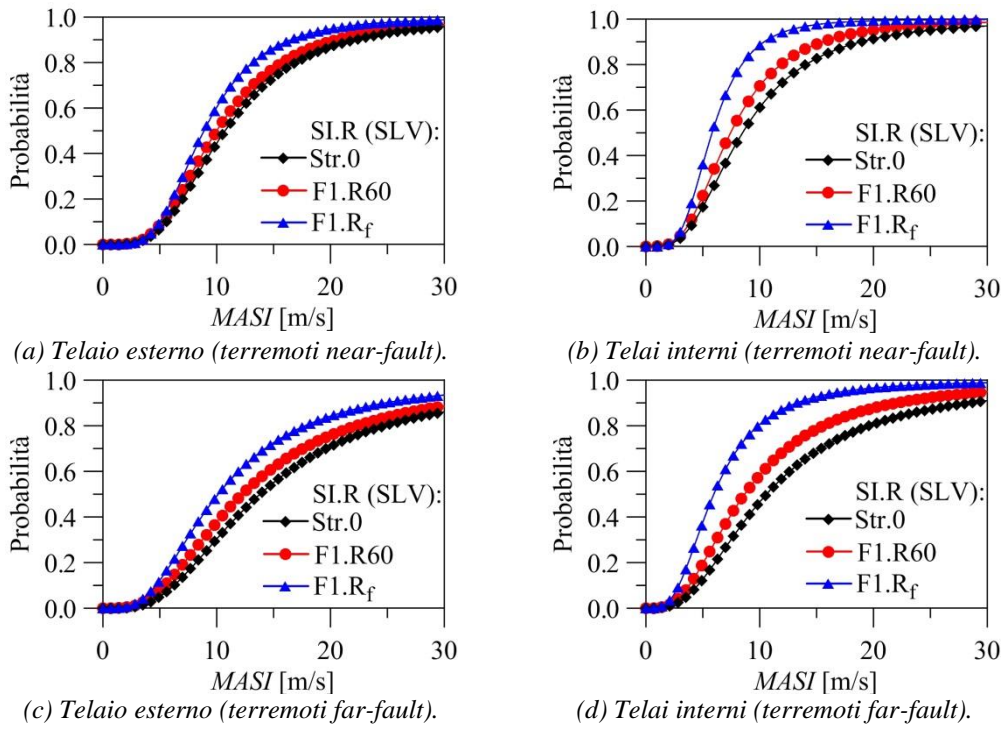 1.0
0.8
0.6
0.4
0.2
0.0
Probabilità
SI.R (SLV):
Str.0
F1.R60
F1.Rf
0 10 20 30
MASI [m/s]
(a) Telaio esterno (terremoti near-fault).
1.0
0.8
0.6
0.4
0.2
0.0
Probabilità
SI.R (SLV):
Str.0
F1.R60
F1.Rf
0 10 20 30
MASI [m/s]
(b) Telai interni (terremoti near-fault).
1.0
0.8
0.6
0.4
0.2
0.0
Probabilità
SI.R (SLV):
Str.0
F1.R60
F1.Rf
0 10 20 30
MASI [m/s]
(c) Telaio esterno (terremoti far-fault).
1.0
0.8
0.6
0.4
0.2
0.0
Probabilità
SI.R (SLV):
Str.0
F1.R60
F1.Rf
0 10 20 30
MASI [m/s]
(d) Telai interni (terremoti far-fault).